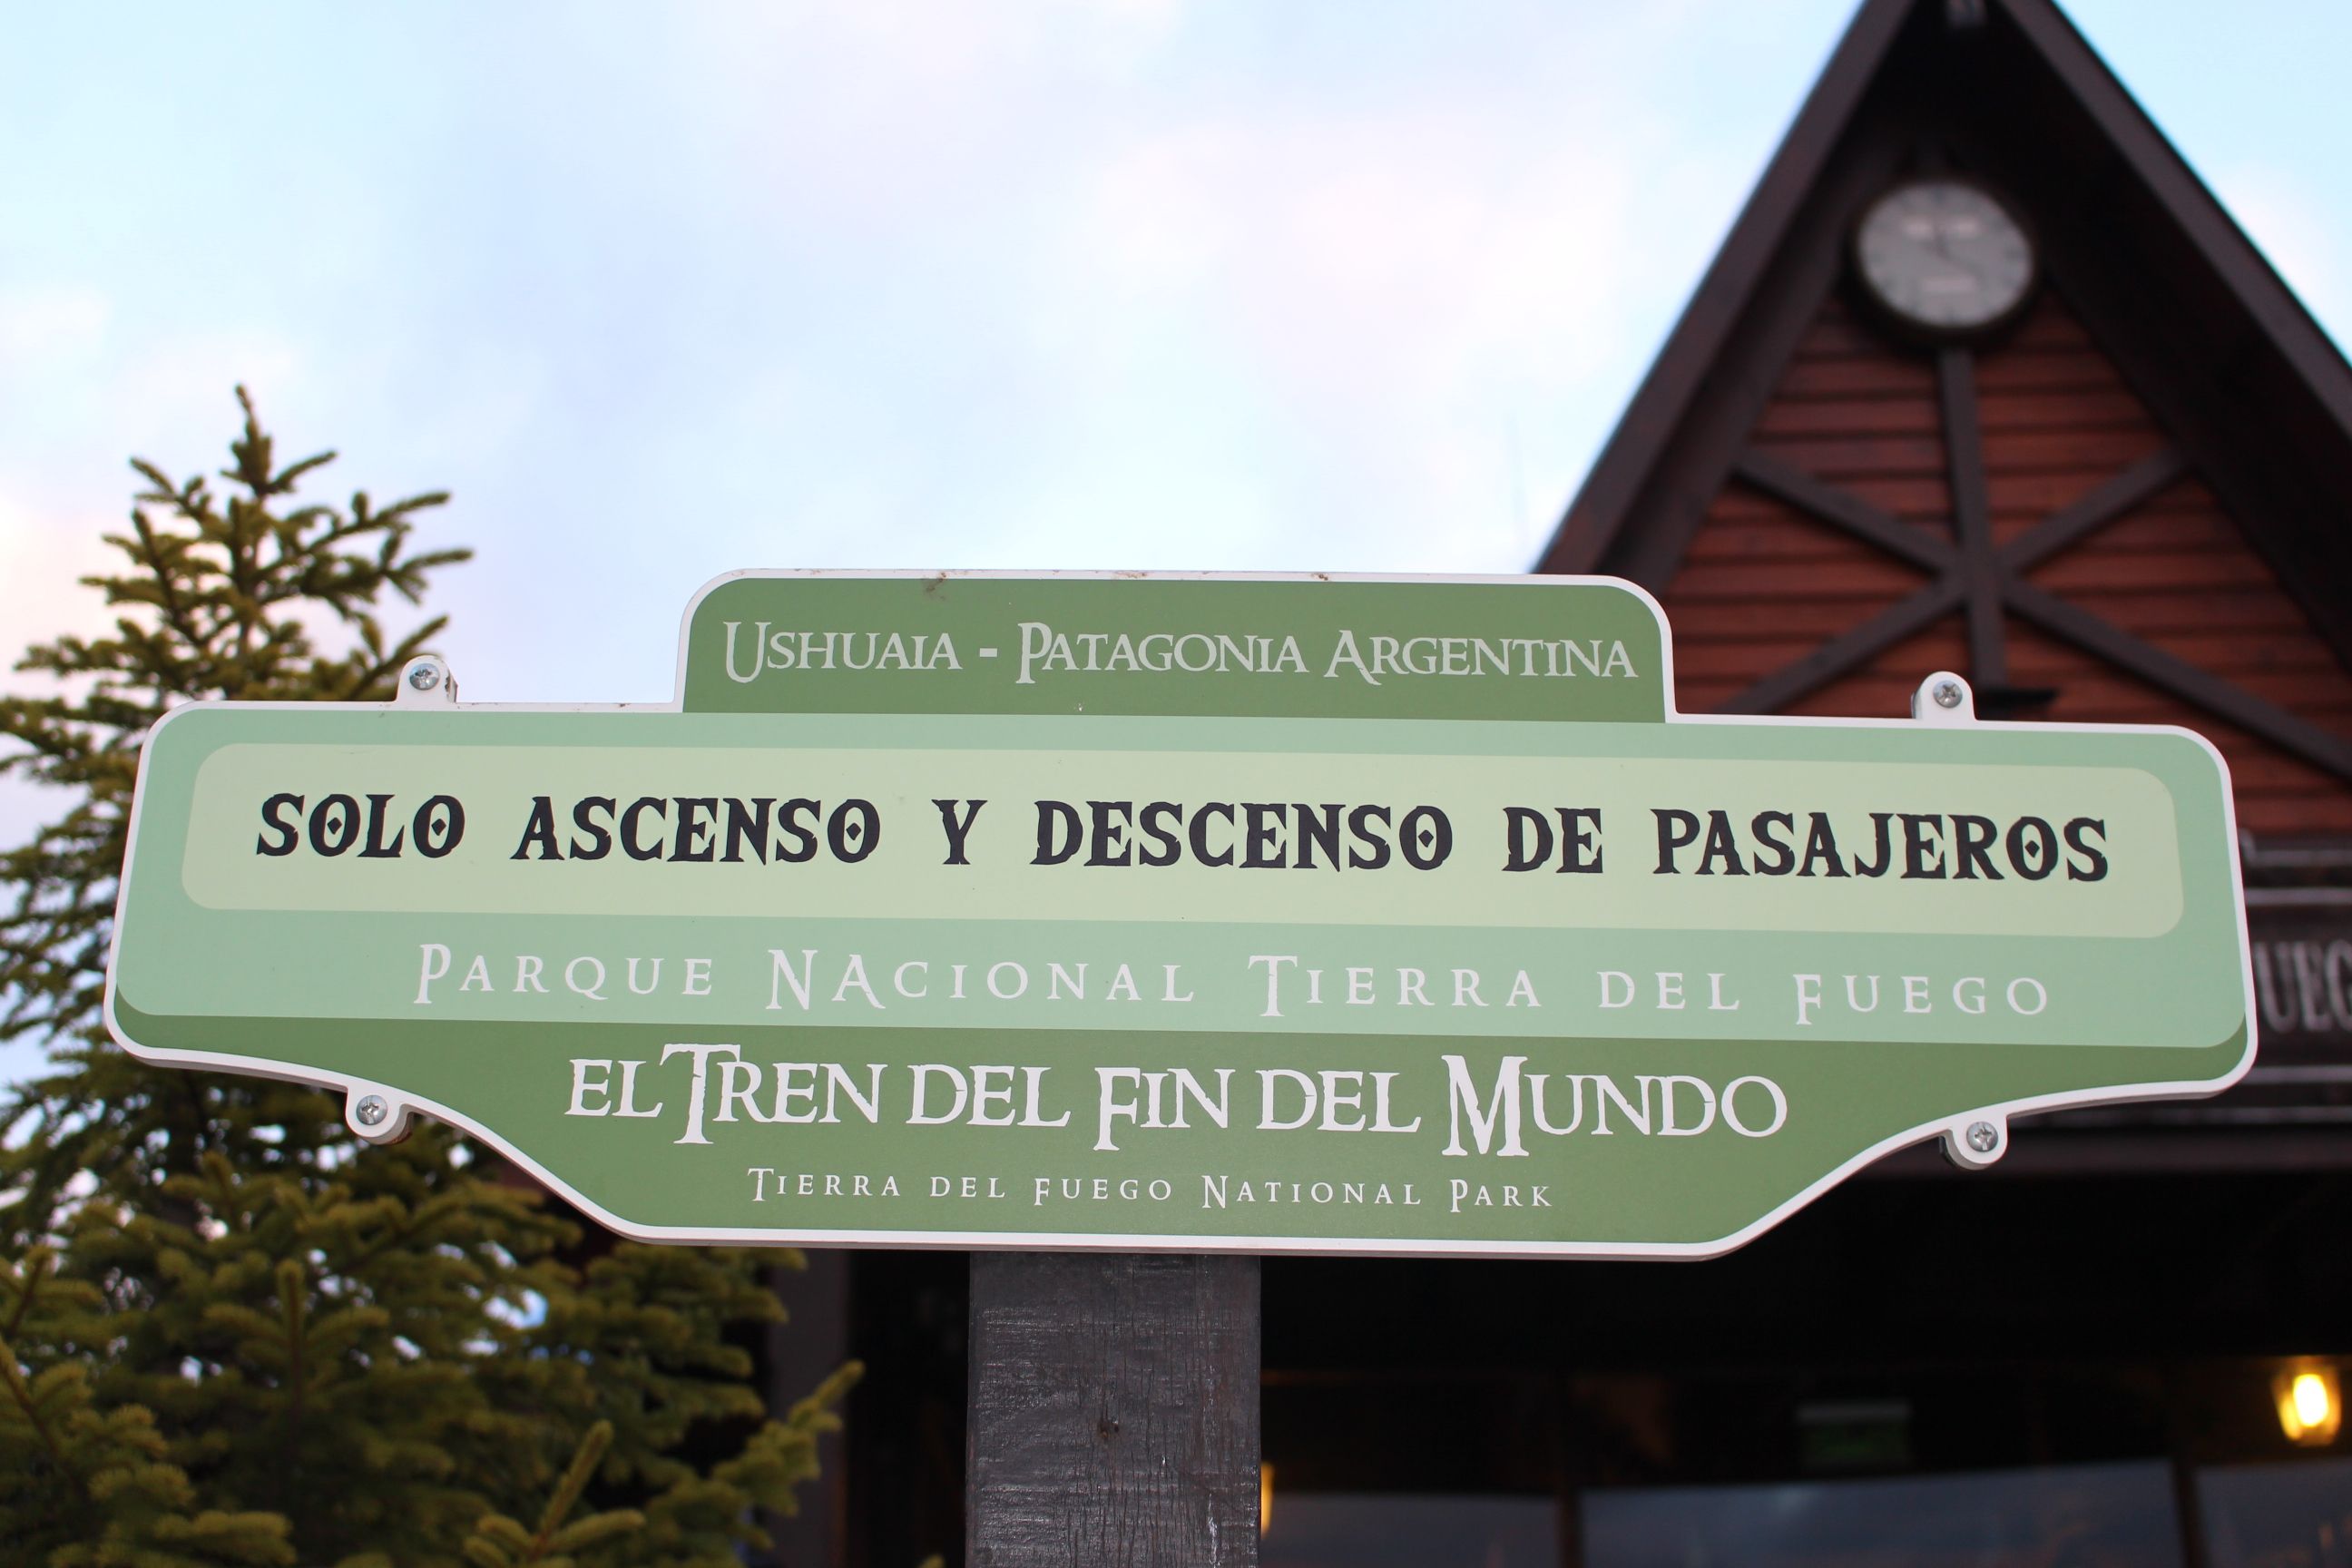 Ushuaia - Patagonia Argentina
SOLO ASCENSO Y DESCENSO DE PASAJEROS
Parque Nacional Tierra del Fuego
el Tren del Fin del Mundo
Tierra del Fuego National Park